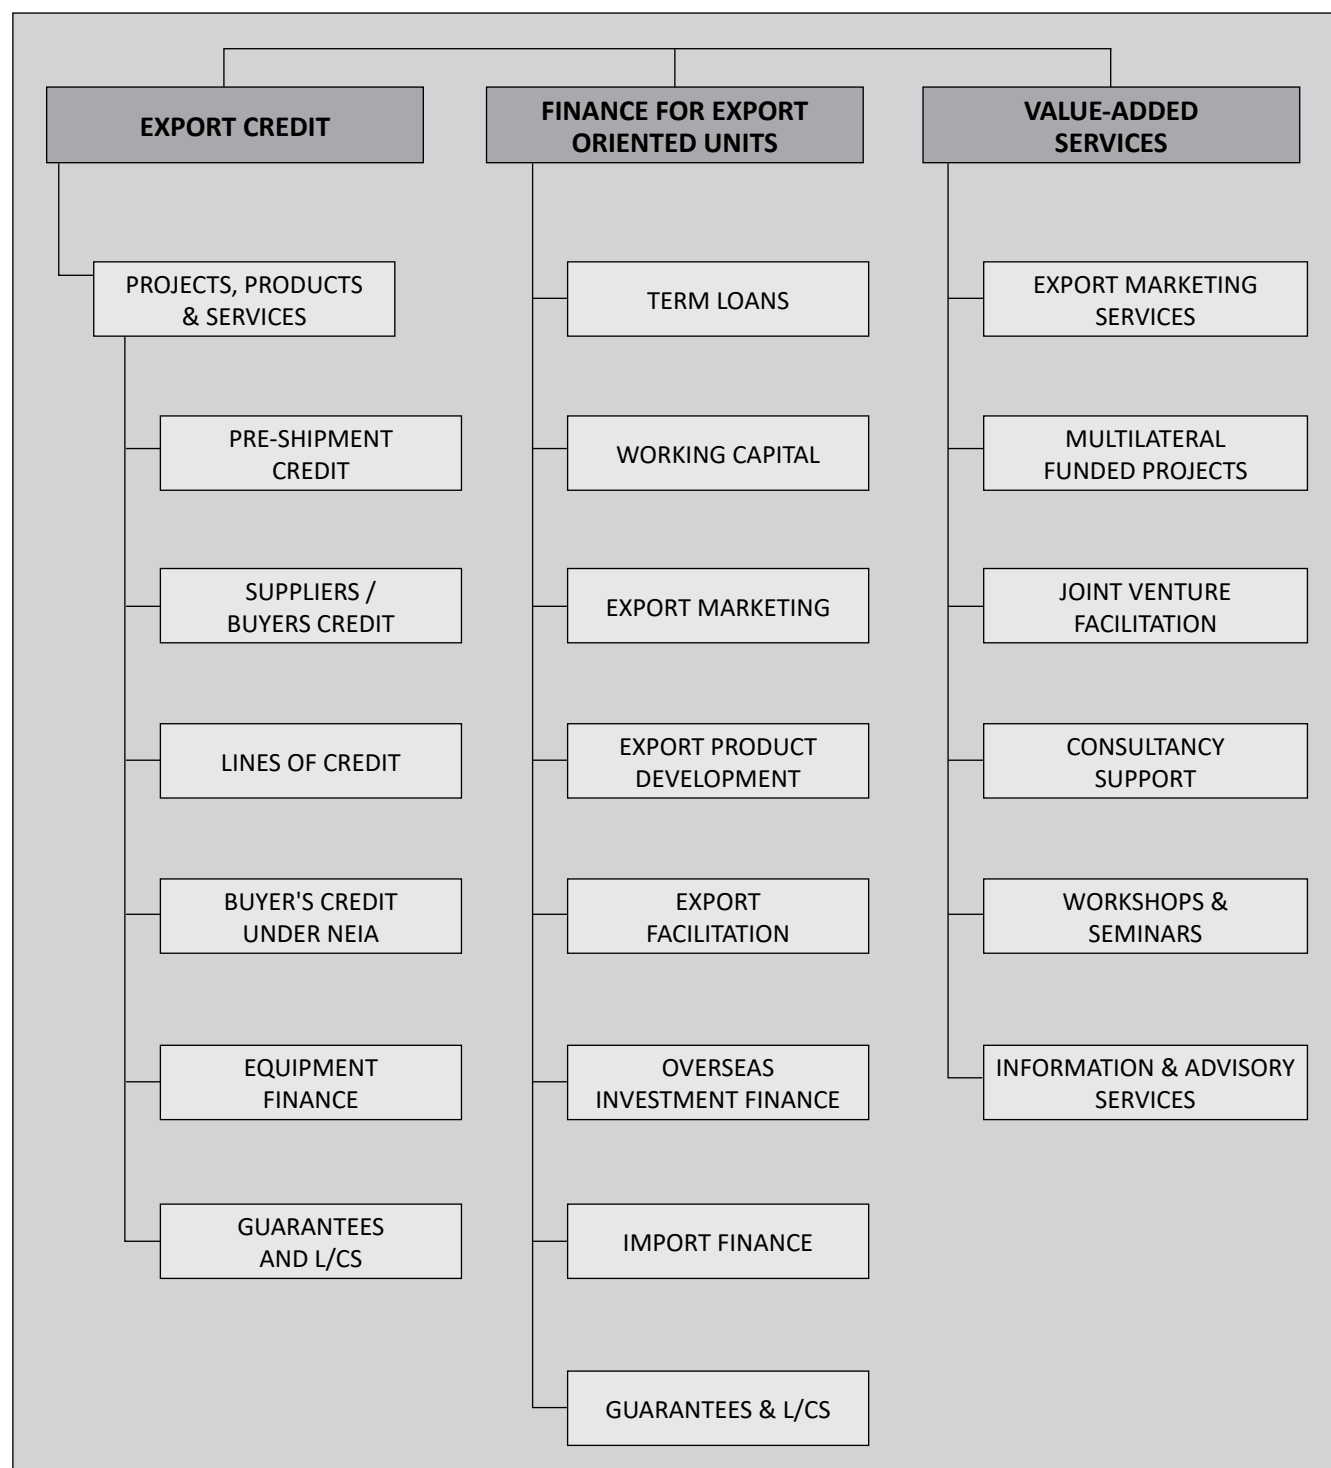 EXPORT CREDIT
PROJECTS, PRODUCTS
& SERVICES
PRE-SHIPMENT
CREDIT
SUPPLIERS /
BUYERS CREDIT
LINES OF CREDIT
BUYER'S CREDIT
UNDER NEIA
EQUIPMENT
FINANCE
GUARANTEES
AND L/CS
FINANCE FOR EXPORT
ORIENTED UNITS
TERM LOANS
WORKING CAPITAL
EXPORT MARKETING
EXPORT PRODUCT
DEVELOPMENT
EXPORT
FACILITATION
OVERSEAS
INVESTMENT FINANCE
IMPORT FINANCE
GUARANTEES & L/CS
VALUE-ADDED
SERVICES
EXPORT MARKETING
SERVICES
MULTILATERAL
FUNDED PROJECTS
JOINT VENTURE
FACILITATION
CONSULTANCY
SUPPORT
WORKSHOPS &
SEMINARS
INFORMATION & ADVISORY
SERVICES